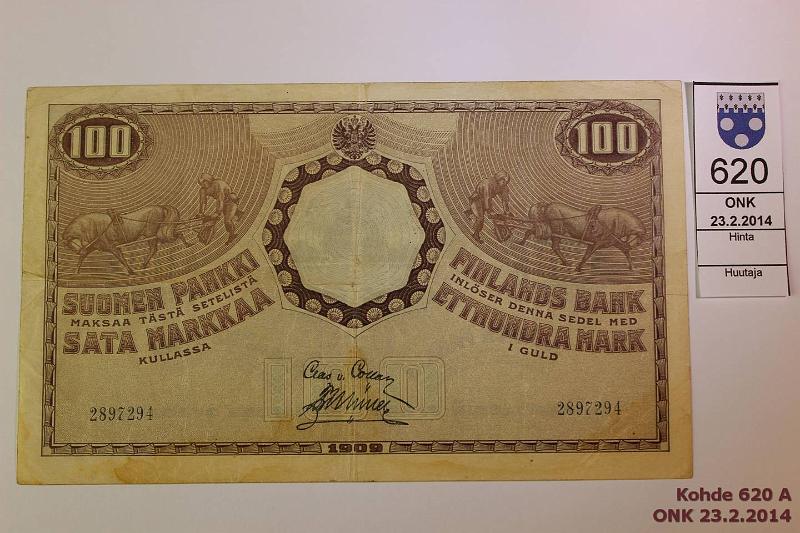 100
100
SUOMEN PANKKI
MAKSAA TÄSTÄ SETELISTÄ
SATA MARKKAA
KULLASSA
FINLANDS BANK
INLÖSER DENNA SEDEL MED
ETTHUNDRA MARK
I GULD
100
2897294
2897294
1909
620
ONK
23.2.2014
Hinta
Huutaja
Kohde 620 A
ONK 23.2.2014